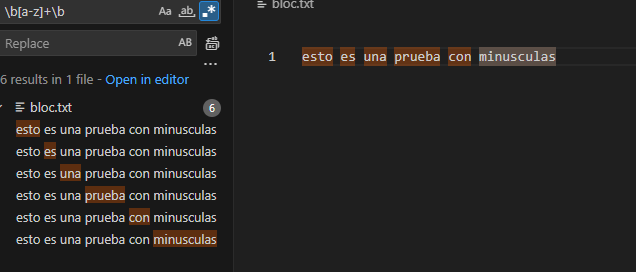 \b[a-z]+\b
Aa
ab
.*
Replace
AB
...
6 results in 1 file - Open in editor
bloc.txt
6
esto es una prueba con minusculas
esto es una prueba con minusculas
esto es una prueba con minusculas
esto es una prueba con minusculas
esto es una prueba con minusculas
esto es una prueba con minusculas
bloc.txt
1 esto es una prueba con minusculas